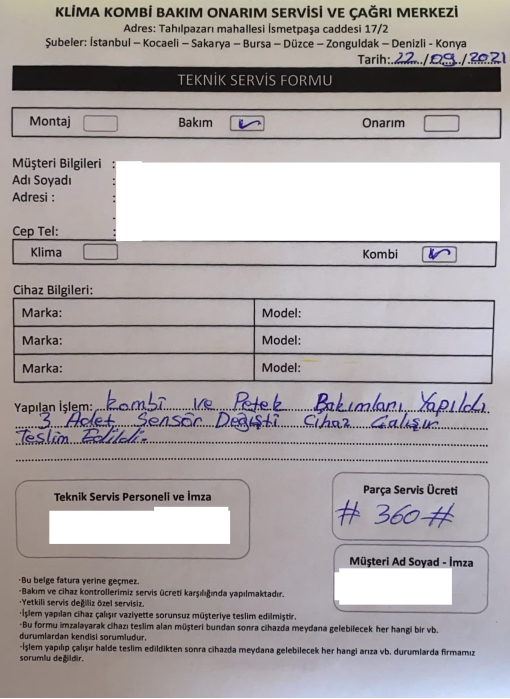 KLİMA KOMBİ BAKIM ONARIM SERVİSİ VE ÇAĞRI MERKEZİ
Adres: Tahılpazarı mahallesi İsmetpaşa caddesi 17/2
Şubeler: İstanbul – Kocaeli – Sakarya – Bursa – Düzce – Zonguldak – Denizli - Konya
Tarih: 22 / 09 / 2021
TEKNİK SERVİS FORMU
Montaj Bakım Onarım
Müşteri Bilgileri :
Adı Soyadı :
Adresi : :
Cep Tel: :
Klima Kombi
Cihaz Bilgileri:
Marka: Model:
Marka: Model:
Marka: Model:
Yapılan İşlem: Kombi ve Petek Bakımları Yapıldı
3 Adet Sensör Değişti Cihaz Çalışır
Teslim Edildi.
Teknik Servis Personeli ve İmza
Parça Servis Ücreti
# 360 #
Müşteri Ad Soyad - İmza
·Bu belge fatura yerine geçmez.
·Bakım ve cihaz kontrollerimiz servis ücreti karşılığında yapılmaktadır.
·Yetkili servis değiliz özel servisiz.
·İşlem yapılan cihaz çalışır vaziyette sorunsuz müşteriye teslim edilmiştir.
·Bu formu imzalayarak cihazı teslim alan müşteri bundan sonra cihazda meydana gelebilecek her hangi bir vb.
durumlardan kendisi sorumludur.
·İşlem yapılıp çalışır halde teslim edildikten sonra cihazda meydana gelebilecek her hangi arıza vb. durumlarda firmamız
sorumlu değildir.